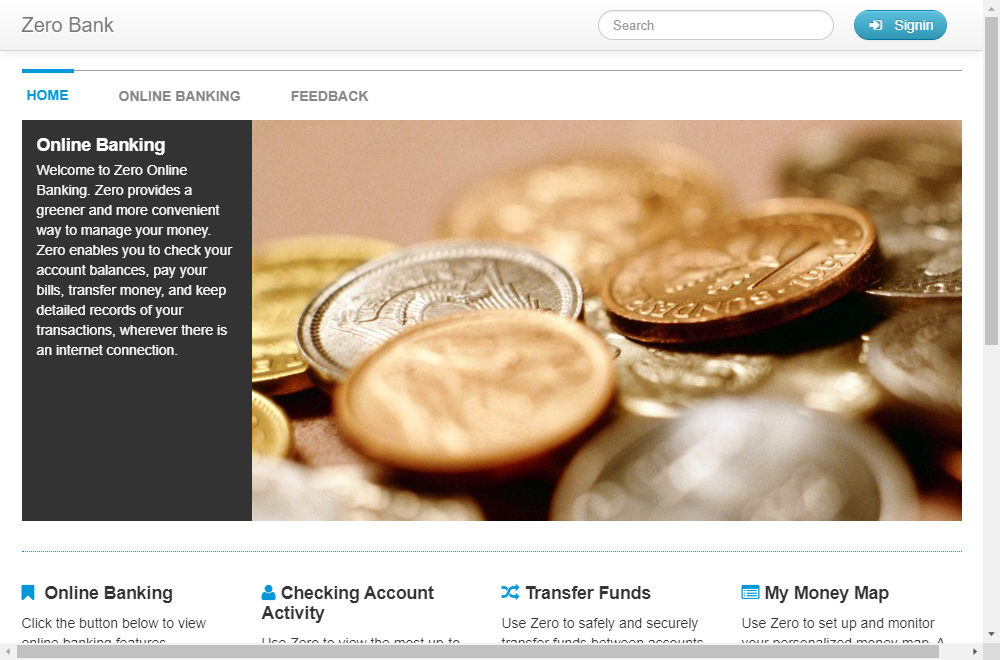 Zero Bank
Search
Signin
HOME
ONLINE BANKING
FEEDBACK
Online Banking
Welcome to Zero Online
Banking. Zero provides a
greener and more convenient
way to manage your money.
Zero enables you to check your
account balances, pay your
bills, transfer money, and keep
detailed records of your
transactions, wherever there is
an internet connection.
Online Banking
Click the button below to view
online banking features
Checking Account
Activity
Use Zero to view the most up-to
Transfer Funds
Use Zero to safely and securely
transfer funds between accounts
My Money Map
Use Zero to set up and monitor
your personalized money map. A